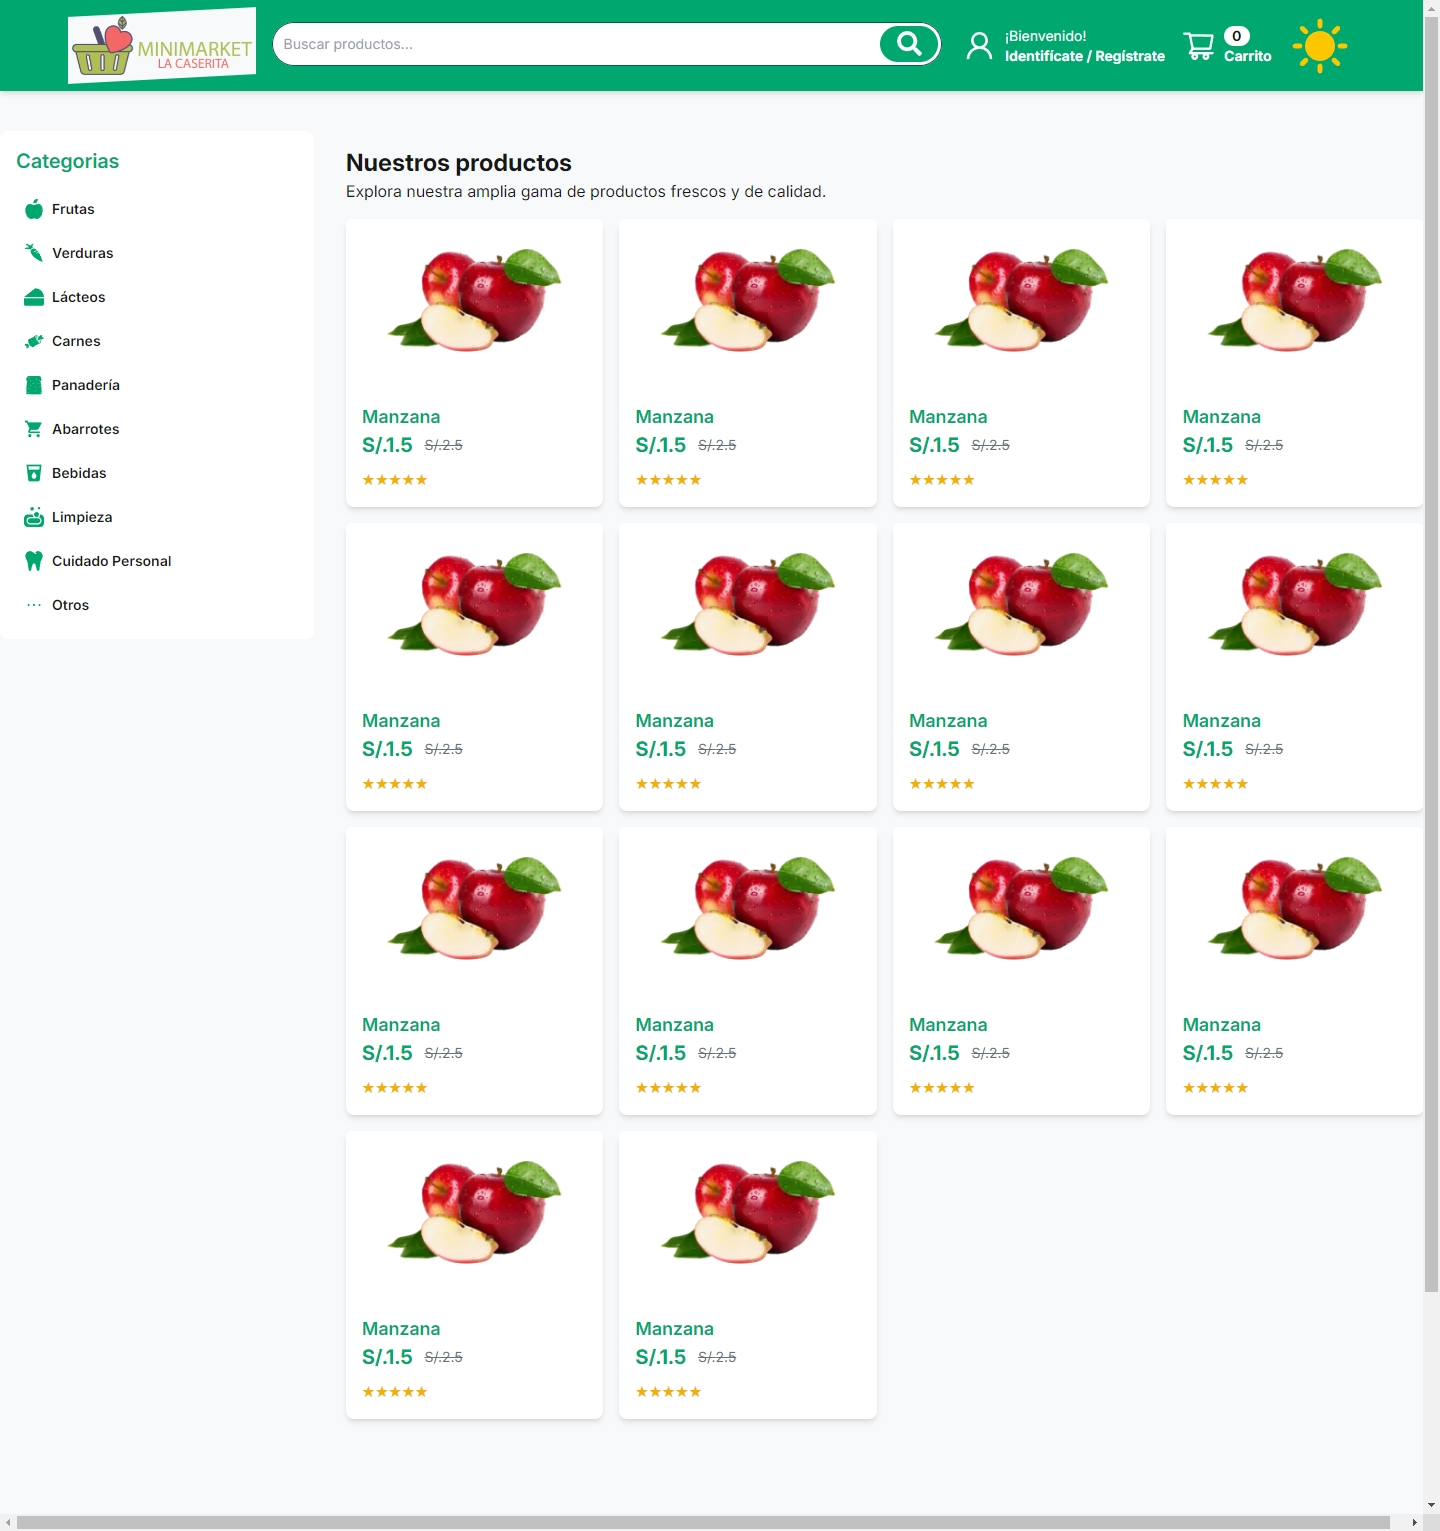 MINIMARKET
LA CASERITA
Buscar productos...
¡Bienvenido!
Identifícate / Regístrate
0
Carrito
Categorias
Frutas
Verduras
Lácteos
Carnes
Panadería
Abarrotes
Bebidas
Limpieza
Cuidado Personal
Otros
Nuestros productos
Explora nuestra amplia gama de productos frescos y de calidad.
Manzana
S/.1.5 S/.2.5
★★★★★
Manzana
S/.1.5 S/.2.5
★★★★★
Manzana
S/.1.5 S/.2.5
★★★★★
Manzana
S/.1.5 S/.2.5
★★★★★
Manzana
S/.1.5 S/.2.5
★★★★★
Manzana
S/.1.5 S/.2.5
★★★★★
Manzana
S/.1.5 S/.2.5
★★★★★
Manzana
S/.1.5 S/.2.5
★★★★★
Manzana
S/.1.5 S/.2.5
★★★★★
Manzana
S/.1.5 S/.2.5
★★★★★
Manzana
S/.1.5 S/.2.5
★★★★★
Manzana
S/.1.5 S/.2.5
★★★★★
Manzana
S/.1.5 S/.2.5
★★★★★
Manzana
S/.1.5 S/.2.5
★★★★★